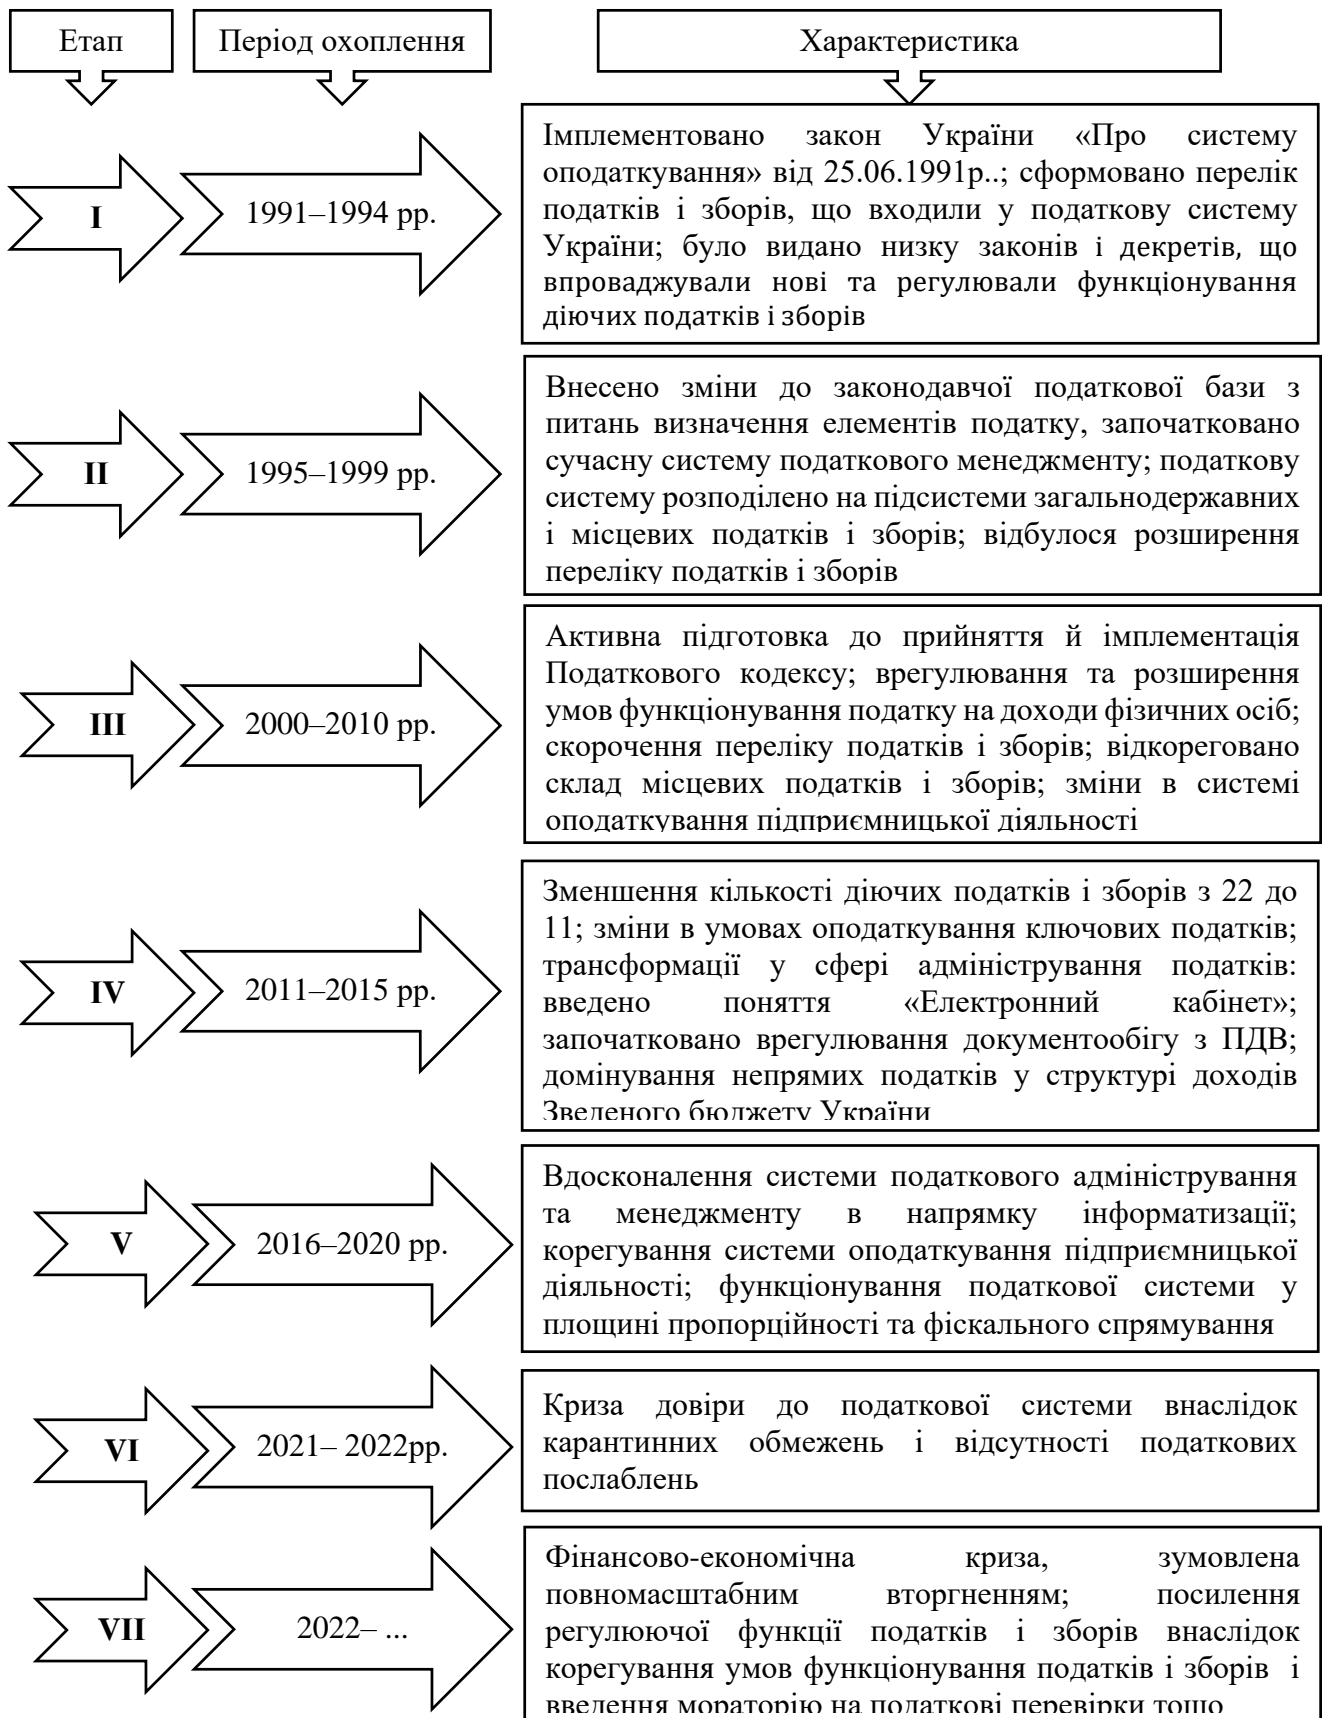 Етап
Період охоплення
Характеристика
I
1991–1994 рр.
Імплементовано закон України «Про систему
оподаткування» від 25.06.1991р..; сформовано перелік
податків і зборів, що входили у податкову систему
України; було видано низку законів і декретів, що
впроваджували нові та регулювали функціонування
діючих податків і зборів
II
1995–1999 рр.
Внесено зміни до законодавчої податкової бази з
питань визначення елементів податку, започатковано
сучасну систему податкового менеджменту; податкову
систему розподілено на підсистеми загальнодержавних
і місцевих податків і зборів; відбулося розширення
переліку податків і зборів
III
2000–2010 рр.
Активна підготовка до прийняття й імплементація
Податкового кодексу; врегулювання та розширення
умов функціонування податку на доходи фізичних осіб;
скорочення переліку податків і зборів; відкореговано
склад місцевих податків і зборів; зміни в системі
оподаткування підприємницької діяльності
IV
2011–2015 рр.
Зменшення кількості діючих податків і зборів з 22 до
11; зміни в умовах оподаткування ключових податків;
трансформації у сфері адміністрування податків:
введено поняття «Електронний кабінет»;
започатковано врегулювання документообігу з ПДВ;
домінування непрямих податків у структурі доходів
Зведеного бюджету України
V
2016–2020 рр.
Вдосконалення системи податкового адміністрування
та менеджменту в напрямку інформатизації;
корегування системи оподаткування підприємницької
діяльності; функціонування податкової системи у
площині пропорційності та фіскального спрямування
VI
2021– 2022рр.
Криза довіри до податкової системи внаслідок
карантинних обмежень і відсутності податкових
послаблень
VII
2022– ...
Фінансово-економічна криза, зумовлена
повномасштабним вторгненням; посилення
регулюючої функції податків і зборів внаслідок
корегування умов функціонування податків і зборів і
введення мораторію на податкові перевірки тощо